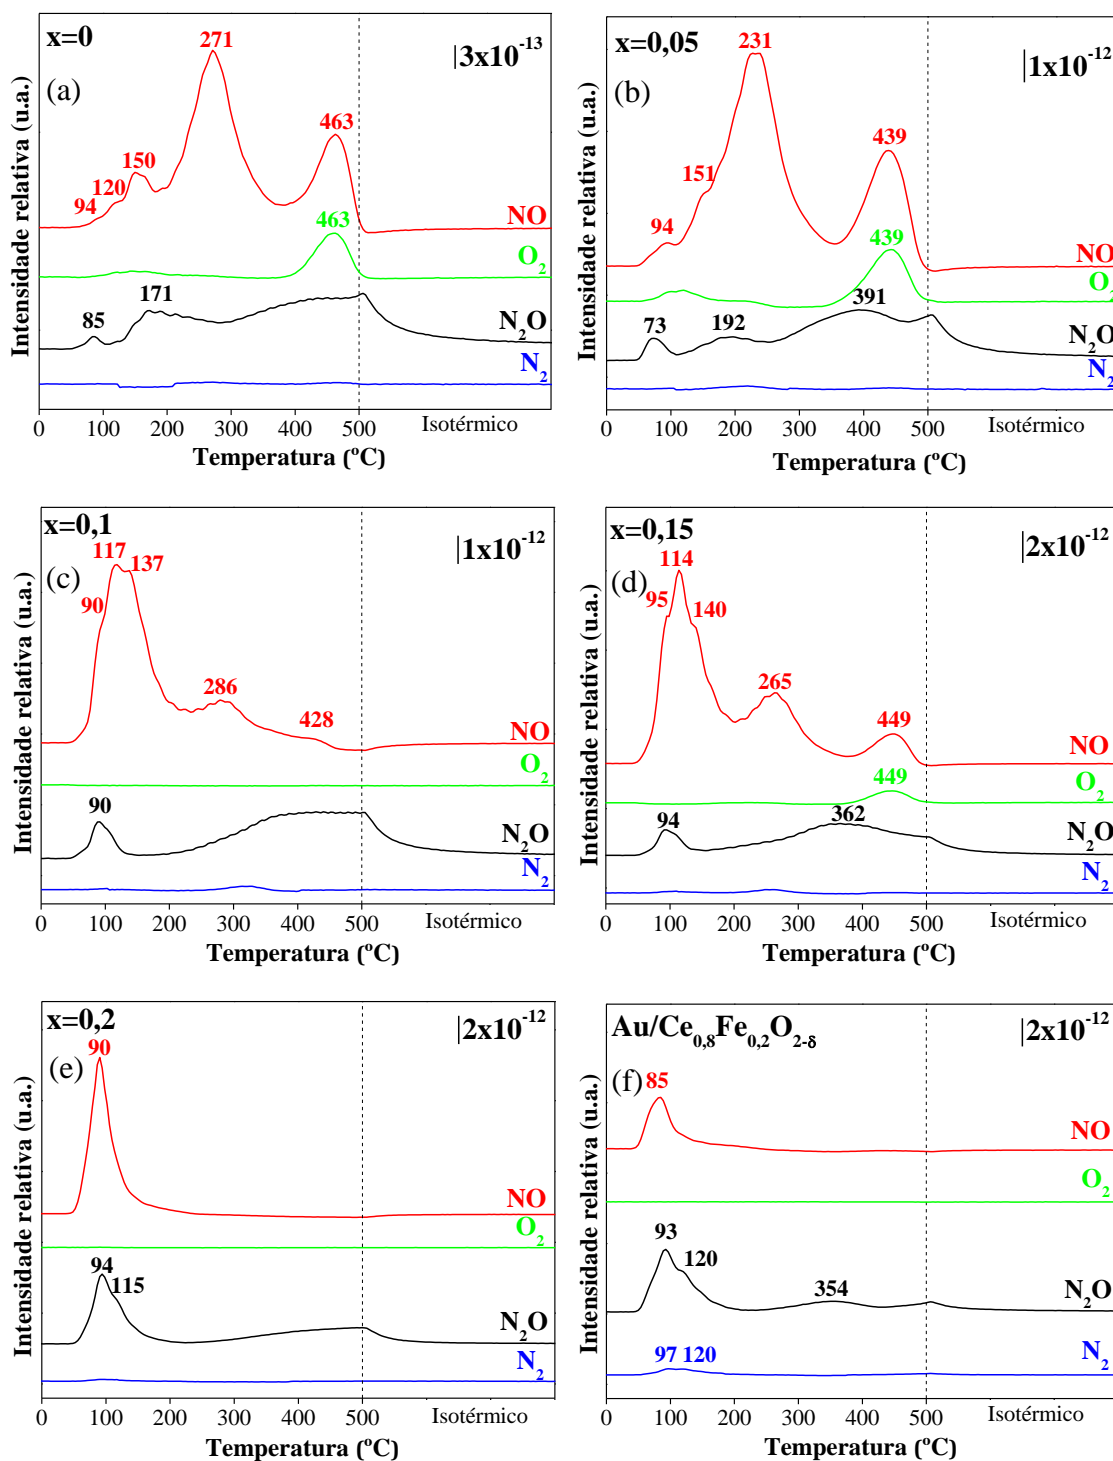 x=0
(a)
271
|3x10⁻¹³
463
150
120
94
NO
463
O₂
171
85
N₂O
N₂
0 100 200 300 400 500 Isotérmico
Temperatura (ºC)
Intensidade relativa (u.a.)
x=0,05
(b)
231
|1x10⁻¹²
439
151
94
NO
439
O₂
391
73
192
N₂O
N₂
0 100 200 300 400 500 Isotérmico
Temperatura (ºC)
Intensidade relativa (u.a.)
x=0,1
(c)
117 137
|1x10⁻¹²
90
286
428
NO
O₂
90
N₂O
N₂
0 100 200 300 400 500 Isotérmico
Temperatura (ºC)
Intensidade relativa (u.a.)
x=0,15
(d)
114
|2x10⁻¹²
95
140
265
449
NO
449
O₂
362
94
N₂O
N₂
0 100 200 300 400 500 Isotérmico
Temperatura (ºC)
Intensidade relativa (u.a.)
x=0,2
(e)
90
|2x10⁻¹²
NO
O₂
94
115
N₂O
N₂
0 100 200 300 400 500 Isotérmico
Temperatura (ºC)
Intensidade relativa (u.a.)
Au/Ce₀,₈Fe₀,₂O₂₋δ
(f)
85
|2x10⁻¹²
NO
O₂
93
120
354
N₂O
97 120
N₂
0 100 200 300 400 500 Isotérmico
Temperatura (ºC)
Intensidade relativa (u.a.)